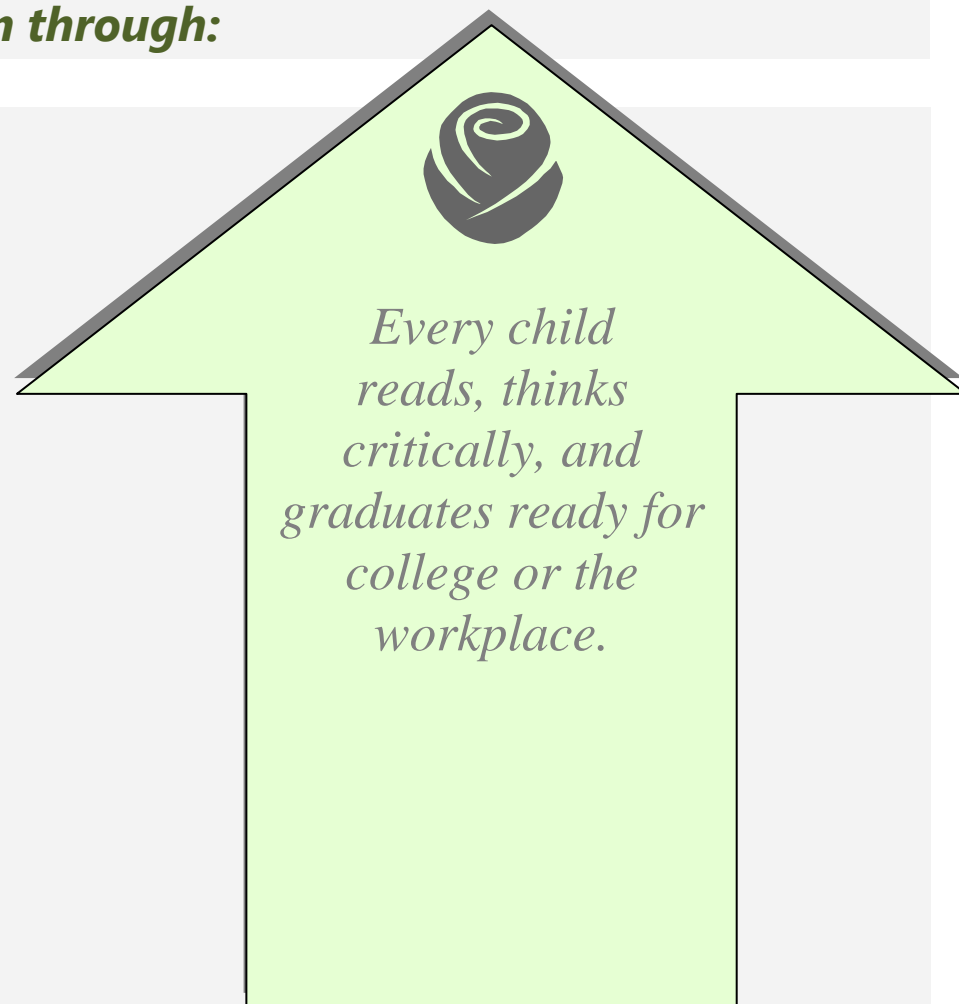 through:
Every child
reads, thinks
critically, and
graduates ready for
college or the
workplace.